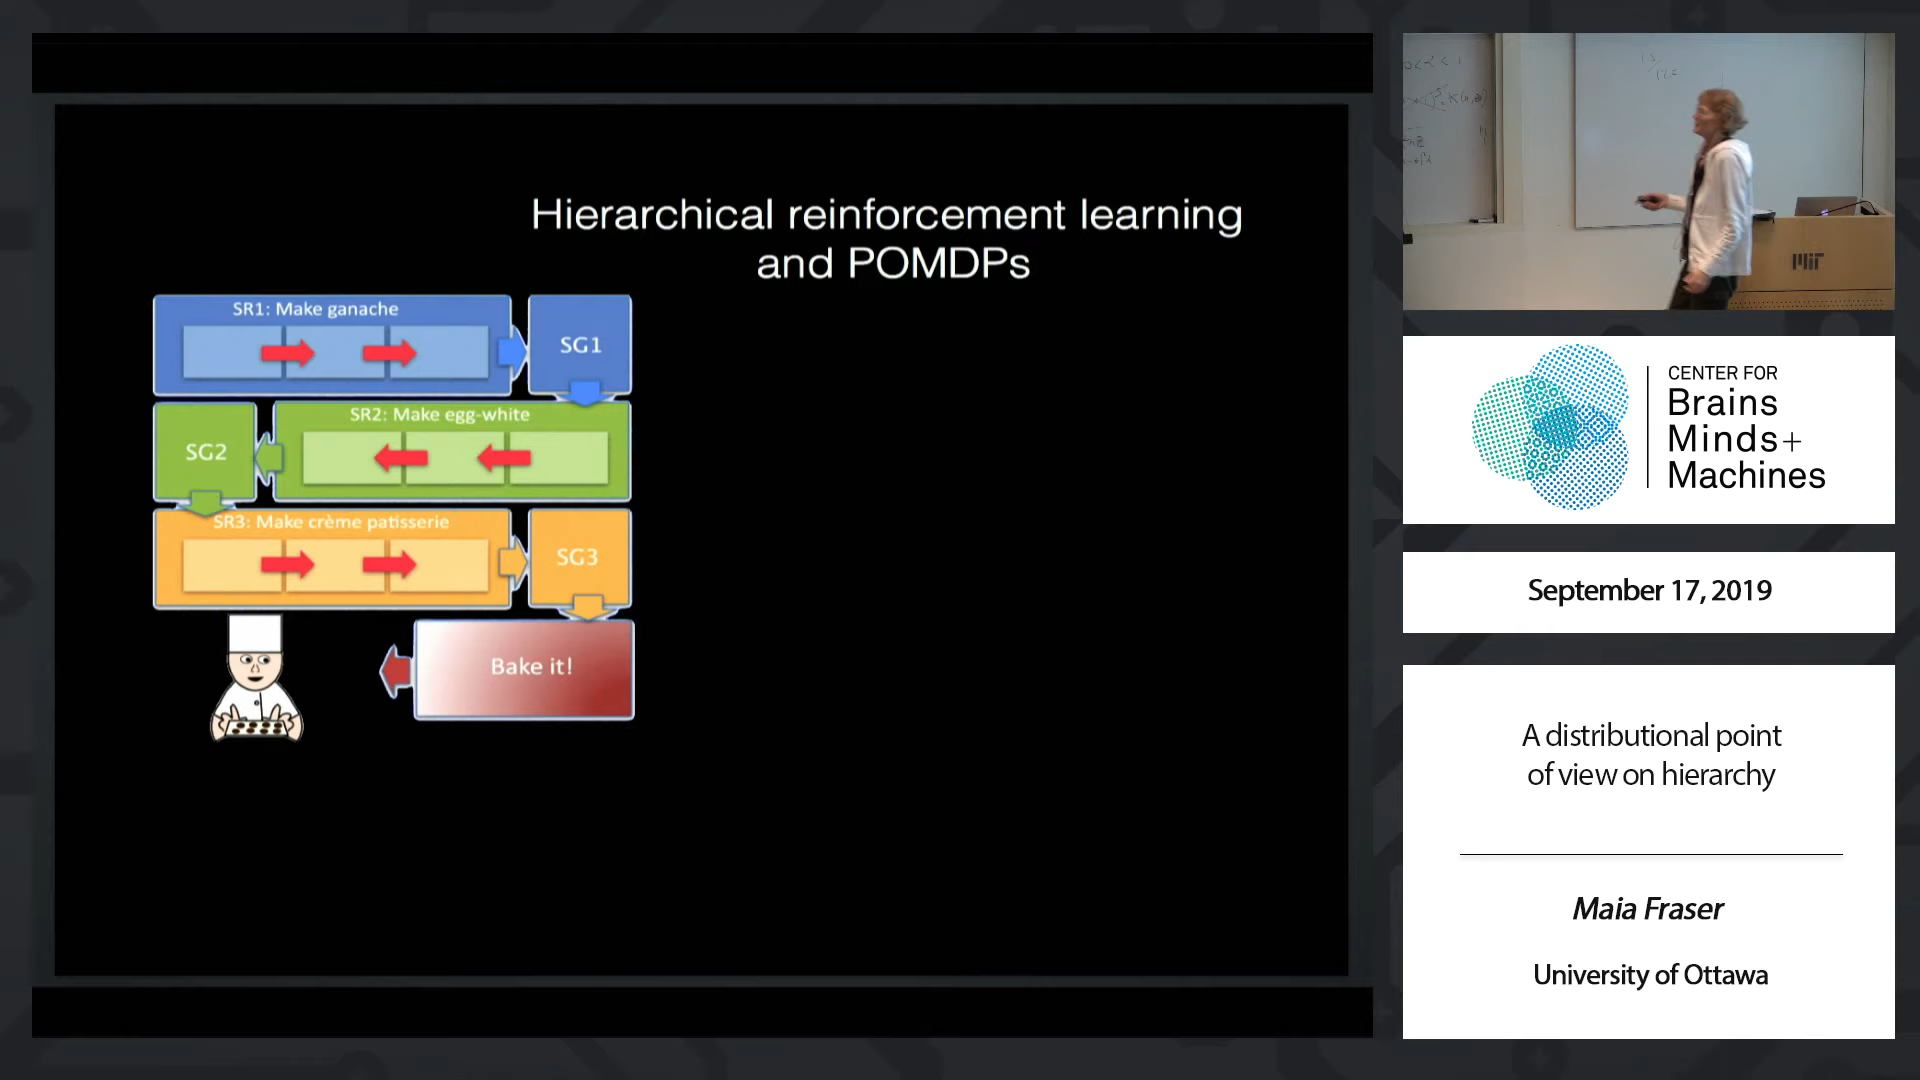 Hierarchical reinforcement learning
and POMDPs
SR1: Make ganache
SG1
SR2: Make egg-white
SG2
SR3: Make crème patisserie
SG3
Bake it!
MIT
CENTER FOR
Brains
Minds+
Machines
September 17, 2019
A distributional point
of view on hierarchy
Maia Fraser
University of Ottawa